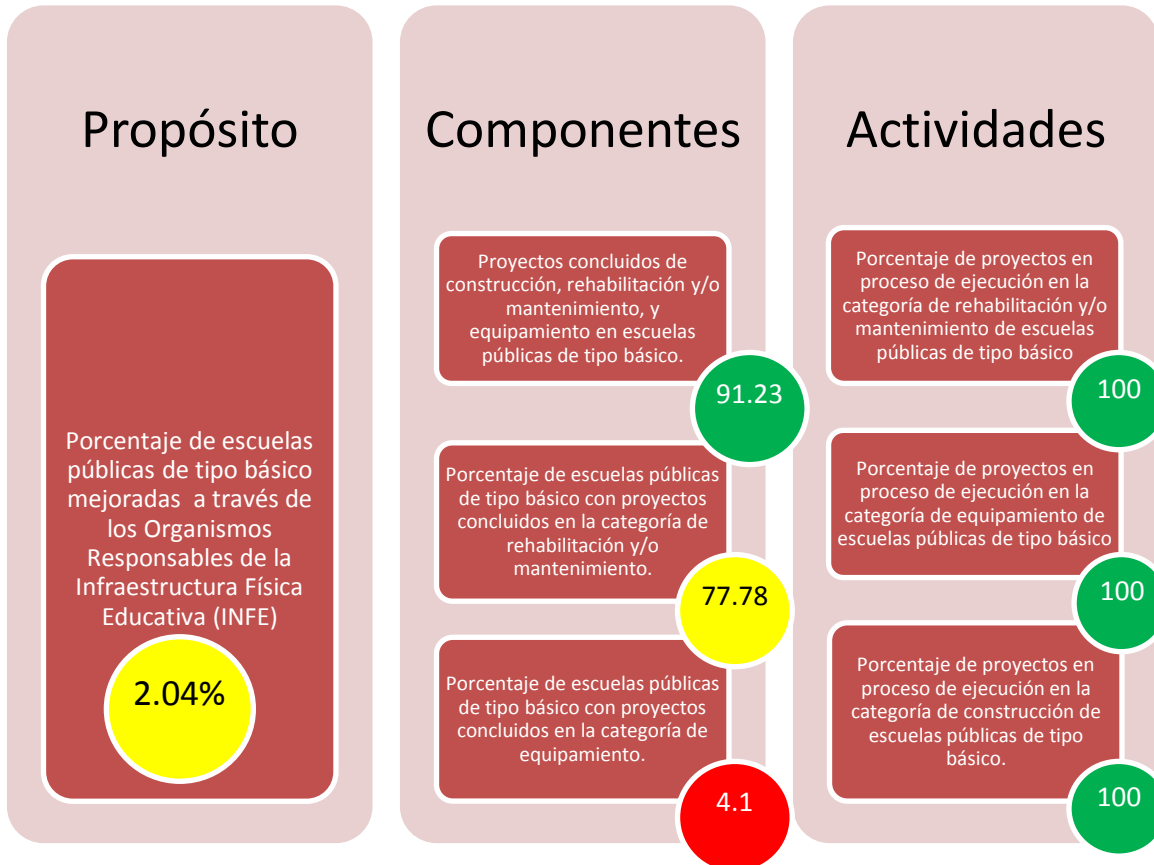 Propósito
Porcentaje de escuelas
públicas de tipo básico
mejoradas a través de
los Organismos
Responsables de la
Infraestructura Física
Educativa (INFE)
2.04%
Componentes
Proyectos concluidos de
construcción, rehabilitación y/o
mantenimiento, y
equipamiento en escuelas
públicas de tipo básico.
91.23
Porcentaje de escuelas públicas
de tipo básico con proyectos
concluidos en la categoría de
rehabilitación y/o
mantenimiento.
77.78
Porcentaje de escuelas públicas
de tipo básico con proyectos
concluidos en la categoría de
equipamiento.
4.1
Actividades
Porcentaje de proyectos en
proceso de ejecución en la
categoría de rehabilitación y/o
mantenimiento de escuelas
públicas de tipo básico
100
Porcentaje de proyectos en
proceso de ejecución en la
categoría de equipamiento de
escuelas públicas de tipo básico
100
Porcentaje de proyectos en
proceso de ejecución en la
categoría de construcción de
escuelas públicas de tipo
básico.
100